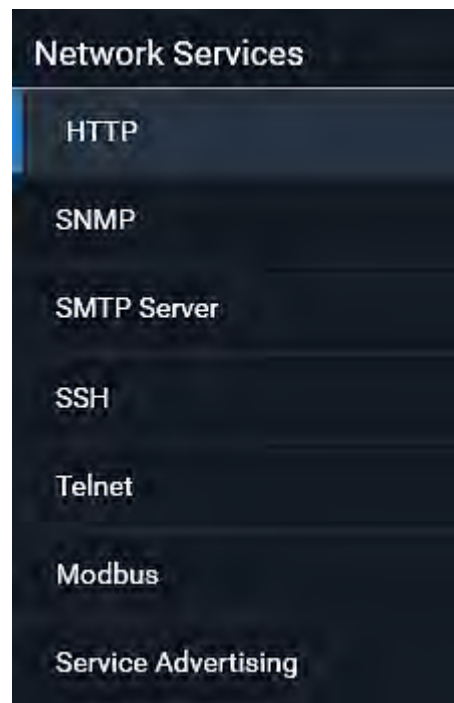 Network Services
HTTP
SNMP
SMTP Server
SSH
Telnet
Modbus
Service Advertising